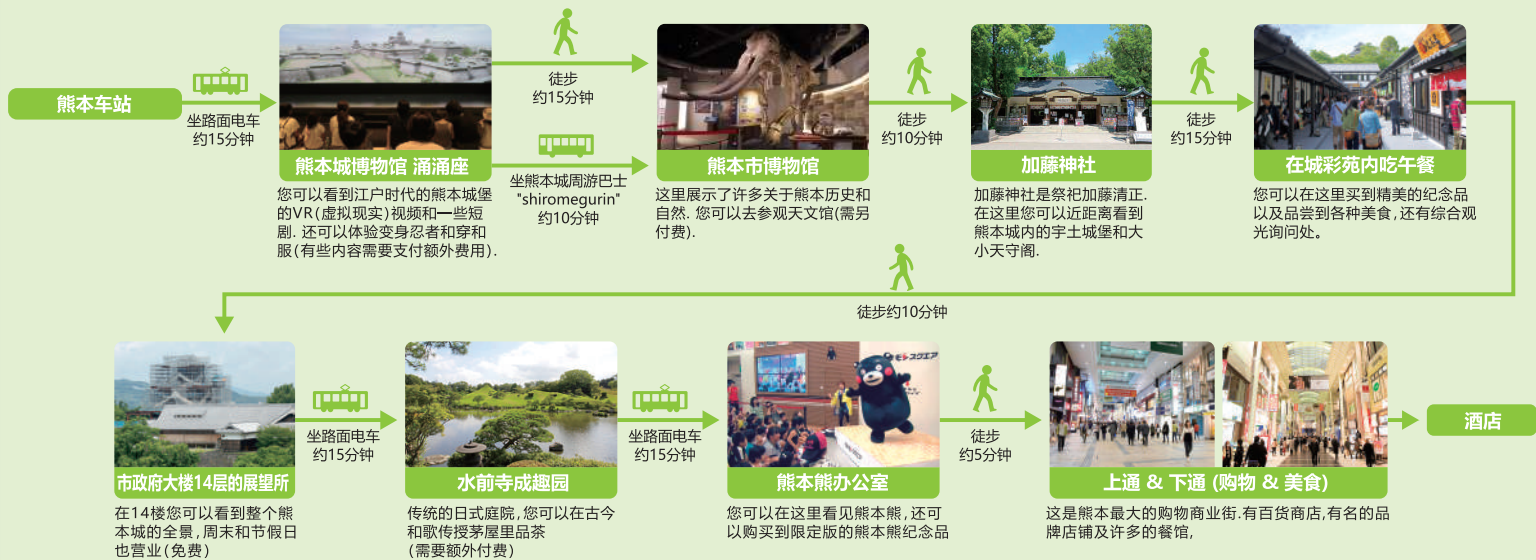 熊本车站
坐路面电车
约15分钟
熊本城博物馆 涌涌座
您可以看到江户时代的熊本城堡
的VR(虚拟现实)视频和一些短
剧. 还可以体验变身忍者和穿和
服(有些内容需要支付额外费用).
徒步
约15分钟
坐熊本城周游巴士
"shiromegurin"
约10分钟
熊本市博物馆
这里展示了许多关于熊本历史和
自然. 您可以去参观天文馆(需另
付费).
徒步
约10分钟
加藤神社
加藤神社是祭祀加藤清正.
在这里您可以近距离看到
熊本城内的宇土城堡和大
小天守阁.
徒步
约15分钟
在城彩苑内吃午餐
您可以在这里买到精美的纪念品
以及品尝到各种美食,还有综合观
光询问处。
徒步约10分钟
市政府大楼14层的展望所
在14楼您可以看到整个熊
本城的全景,周末和节假日
也营业(免费)
坐路面电车
约15分钟
水前寺成趣园
传统的日式庭院,您可以在古今
和歌传授茅屋里品茶
(需要额外付费)
坐路面电车
约15分钟
モンスクエア
熊本熊办公室
您可以在这里看见熊本熊,还可
以购买到限定版的熊本熊纪念品
徒步
约5分钟
上通 & 下通 (购物 & 美食)
这是熊本最大的购物商业街.有百货商店,有名的品
牌店铺及许多的餐馆,
酒店